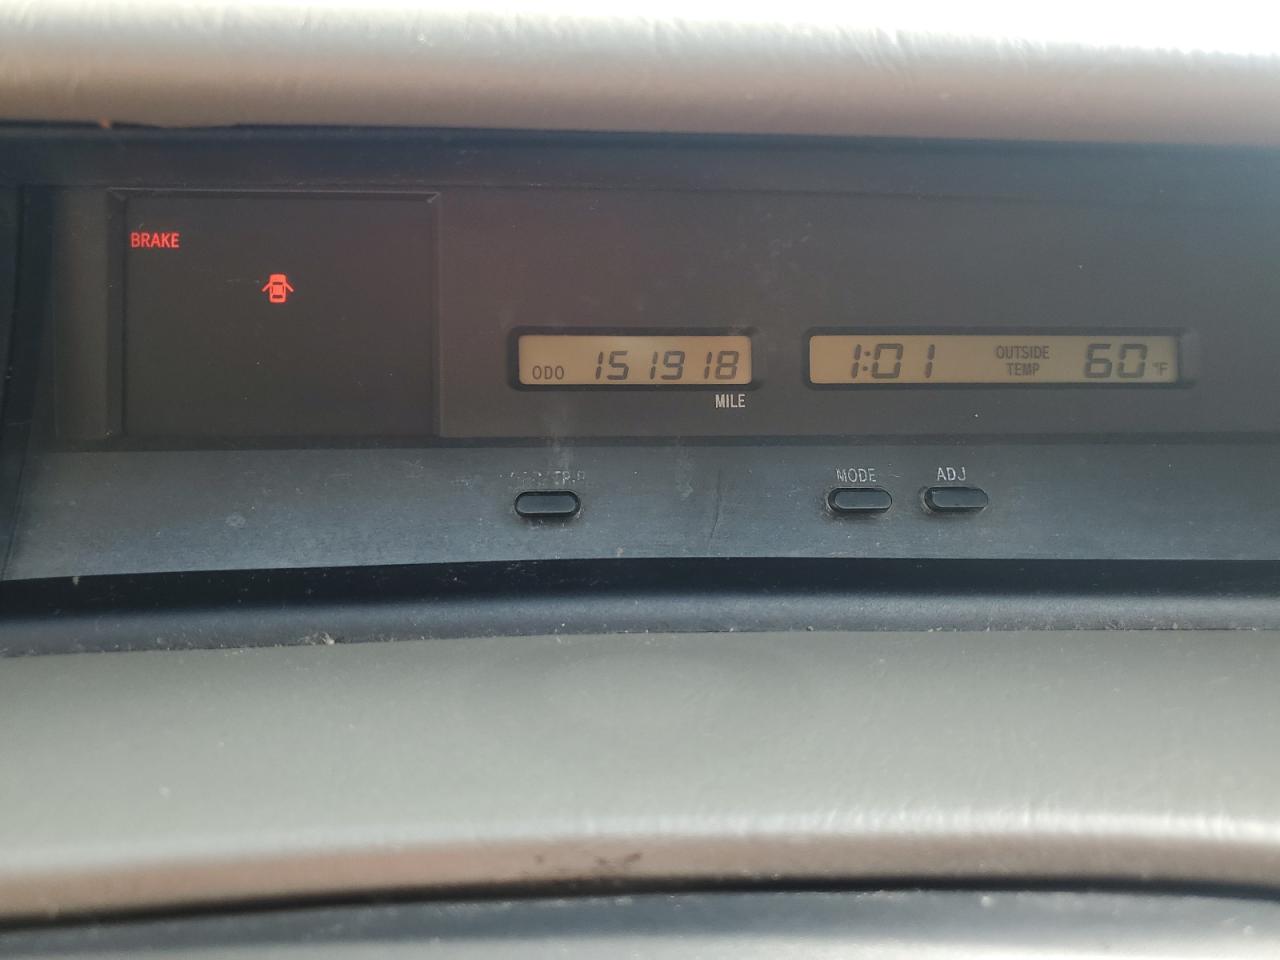 BRAKE
ODO 151918
MILE
1:01 OUTSIDE TEMP 60 °F
MODE ADJ